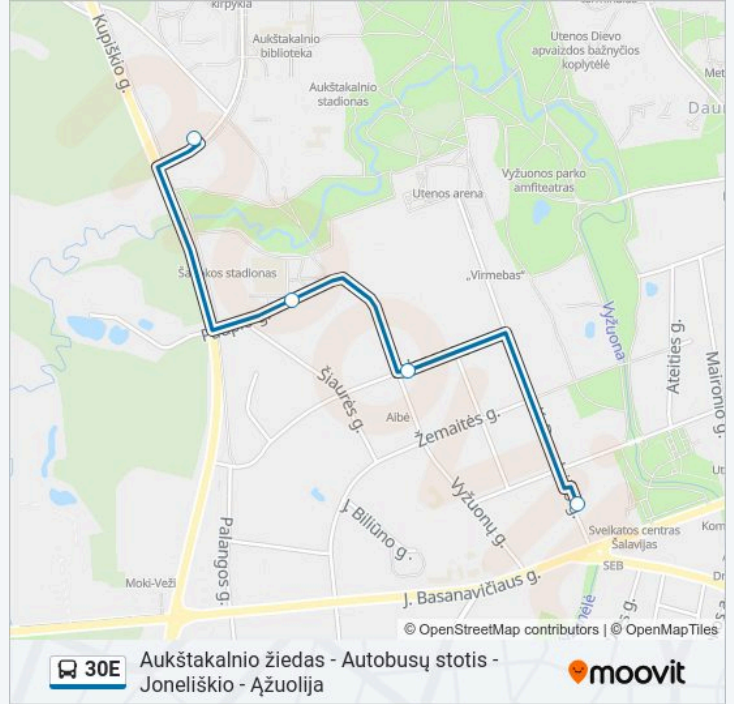 kirpykla
Kupiškio g.
Aukštakalnio
biblioteka
Aukštakalnio
stadionas
Utenos Dievo
apvaizdos bažnyčios
koplytėlė
Met
Dau
Vyžuonos parko
amfiteatras
Utenos arena
„Virmebas“
Vyžuona
Ateities g.
Maironio g.
Šiaurės g.
Aibė
Žemaitės g.
Vyžuonų g.
J. Biliūno g.
Palangos g.
Ut
Sveikatos centras
Šalavijas
Kom
SEB
Moki-Veži
J. Basanavičiaus g.
© OpenStreetMap contributors | © OpenMapTiles
30E
Aukštakalnio žiedas - Autobusų stotis -
Joneliškio - Ąžuolija
moovit